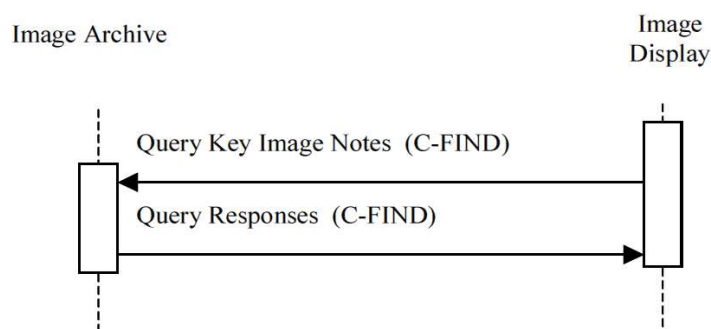 Image Archive
Image
Display
Query Key Image Notes (C-FIND)
Query Responses (C-FIND)